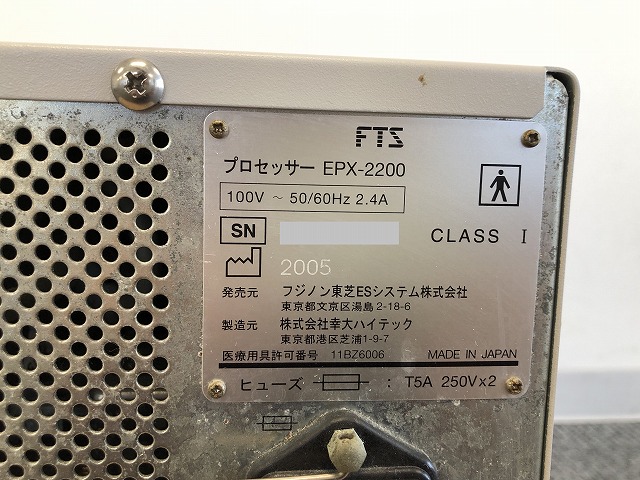 FTS
プロセッサー EPX-2200
100V ~ 50/60Hz 2.4A
SN
CLASS I
2005
発売元 フジノン東芝ESシステム株式会社
東京都文京区湯島2-18-6
製造元 株式会社幸大ハイテック
東京都港区芝浦1-9-7
医療用具許可番号 11BZ6006 MADE IN JAPAN
ヒューズ : T5A 250V×2